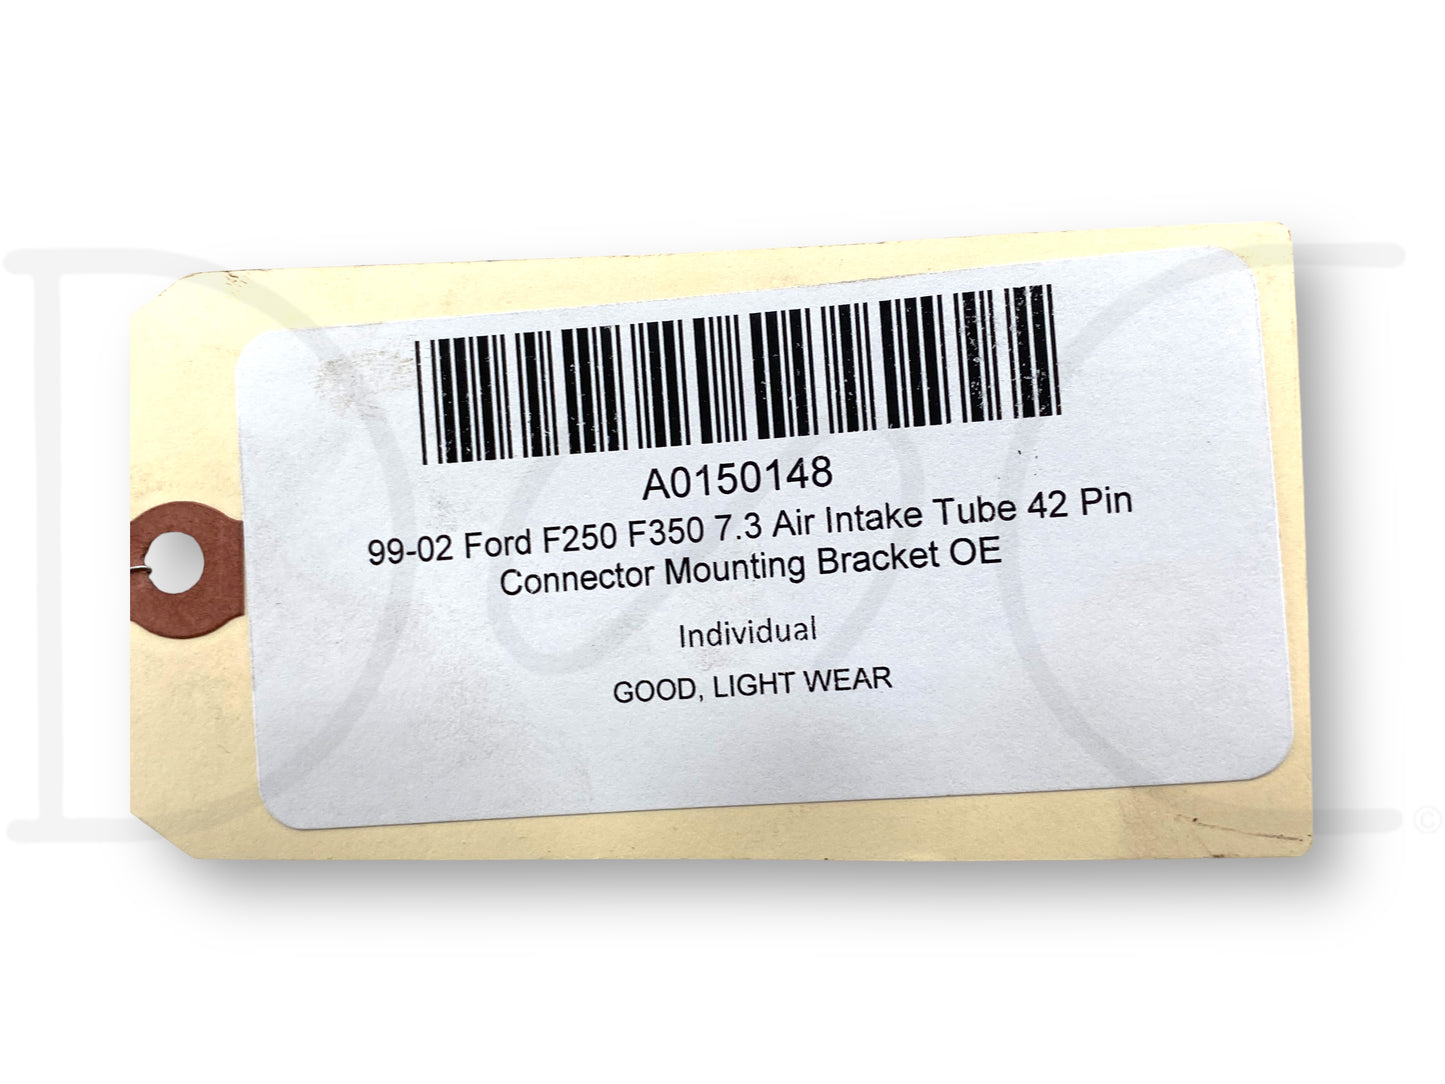 A0150148
99-02 Ford F250 F350 7.3 Air Intake Tube 42 Pin
Connector Mounting Bracket OE
Individual
GOOD, LIGHT WEAR
©